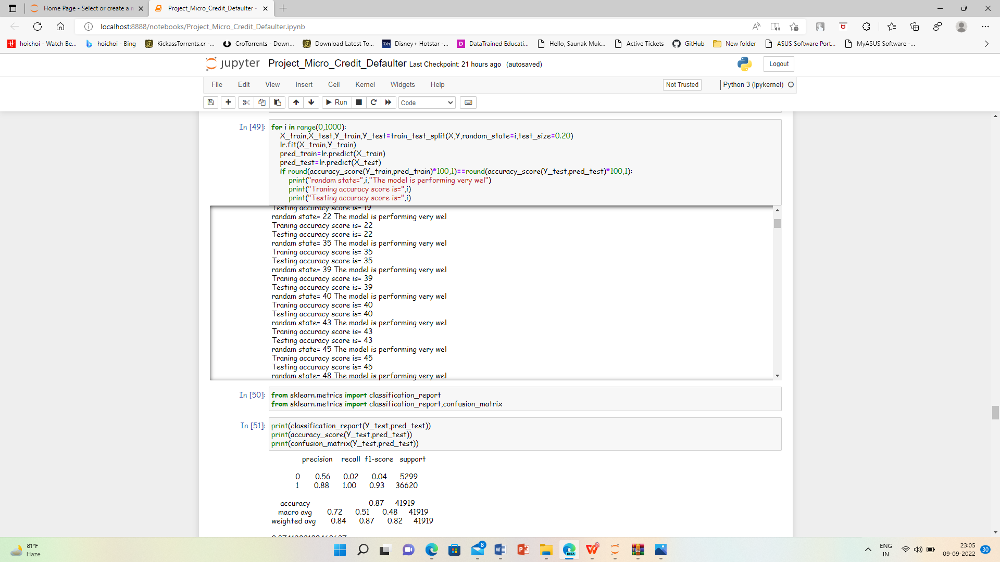 Home Page - Select or create a n
Project_Micro_Credit_Defaulter -
localhost:8888/notebooks/Project_Micro_Credit_Defaulter.ipynb
hoichoi - Watch Be...
hoichoi - Bing
KickassTorrents.cr -...
CroTorrents - Down...
Download Latest To...
Disney+ Hotstar -...
DataTrained Educati...
Hello, Saunak Muk...
Active Tickets
GitHub
New folder
ASUS Software Port...
MyASUS Software -...
jupyter Project_Micro_Credit_Defaulter Last Checkpoint: 21 hours ago (autosaved)
Logout
File Edit View Insert Cell Kernel Widgets Help
Not Trusted
Python 3 (ipykernel)
Run
Code
In [49]:
for i in range(0,1000):
X_train,X_test,Y_train,Y_test=train_test_split(X,Y,random_state=i,test_size=0.20)
lr.fit(X_train,Y_train)
pred_train=lr.predict(X_train)
pred_test=lr.predict(X_test)
if round(accuracy_score(Y_train,pred_train)*100,1)==round(accuracy_score(Y_test,pred_test)*100,1):
print("randam state=",i,"The model is performing very wel")
print("Traning accuracy score is=",i)
print("Testing accuracy score is=",i)
Testing accuracy score is= 19
randam state= 22 The model is performing very wel
Traning accuracy score is= 22
Testing accuracy score is= 22
randam state= 35 The model is performing very wel
Traning accuracy score is= 35
Testing accuracy score is= 35
randam state= 39 The model is performing very wel
Traning accuracy score is= 39
Testing accuracy score is= 39
randam state= 40 The model is performing very wel
Traning accuracy score is= 40
Testing accuracy score is= 40
randam state= 43 The model is performing very wel
Traning accuracy score is= 43
Testing accuracy score is= 43
randam state= 45 The model is performing very wel
Traning accuracy score is= 45
Testing accuracy score is= 45
randam state= 48 The model is performing very wel
In [50]:
from sklearn.metrics import classification_report
from sklearn.metrics import classification_report,confusion_matrix
In [51]:
print(classification_report(Y_test,pred_test))
print(accuracy_score(Y_test,pred_test))
print(confusion_matrix(Y_test,pred_test))
precision recall f1-score support
0 0.56 0.02 0.04 5299
1 0.88 1.00 0.93 36620
accuracy 0.87 41919
macro avg 0.72 0.51 0.48 41919
weighted avg 0.84 0.87 0.82 41919
81°F
Haze
8
ENG
IN
23:05
09-09-2022
30